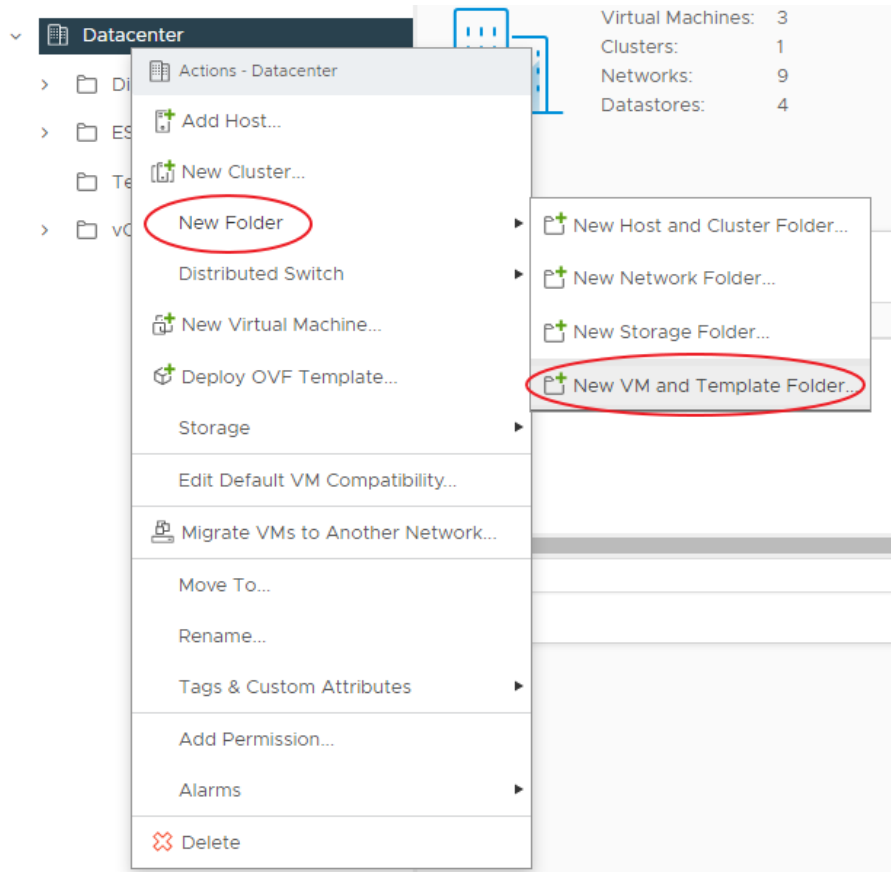 Datacenter
Virtual Machines: 3
Clusters: 1
Networks: 9
Datastores: 4
Actions - Datacenter
Add Host...
New Cluster...
New Folder
Distributed Switch
New Virtual Machine...
Deploy OVF Template...
Storage
Edit Default VM Compatibility...
Migrate VMs to Another Network...
Move To...
Rename...
Tags & Custom Attributes
Add Permission...
Alarms
Delete
New Host and Cluster Folder...
New Network Folder...
New Storage Folder...
New VM and Template Folder...